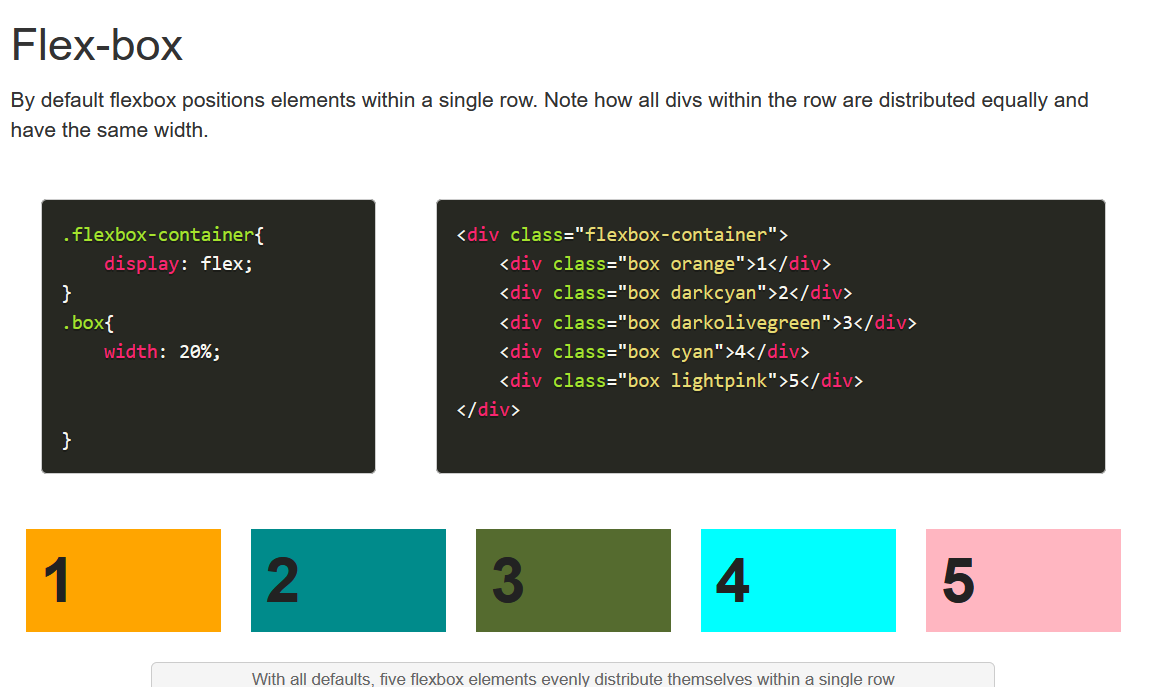 Flex-box
By default flexbox positions elements within a single row. Note how all divs within the row are distributed equally and
have the same width.
.flexbox-container{
    display: flex;
}
.box{
    width: 20%;
}
<div class="flexbox-container">
    <div class="box orange">1</div>
    <div class="box darkcyan">2</div>
    <div class="box darkolivegreen">3</div>
    <div class="box cyan">4</div>
    <div class="box lightpink">5</div>
</div>
1 2 3 4 5
With all defaults, five flexbox elements evenly distribute themselves within a single row